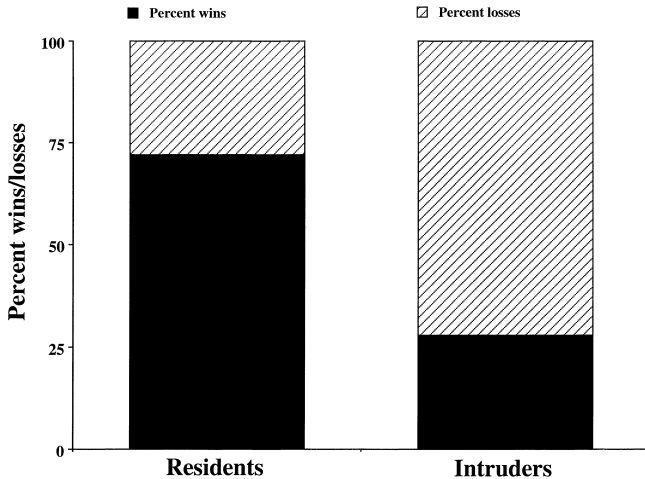 Percent wins
Percent losses
Percent wins/losses
100
75
50
25
0
Residents
Intruders